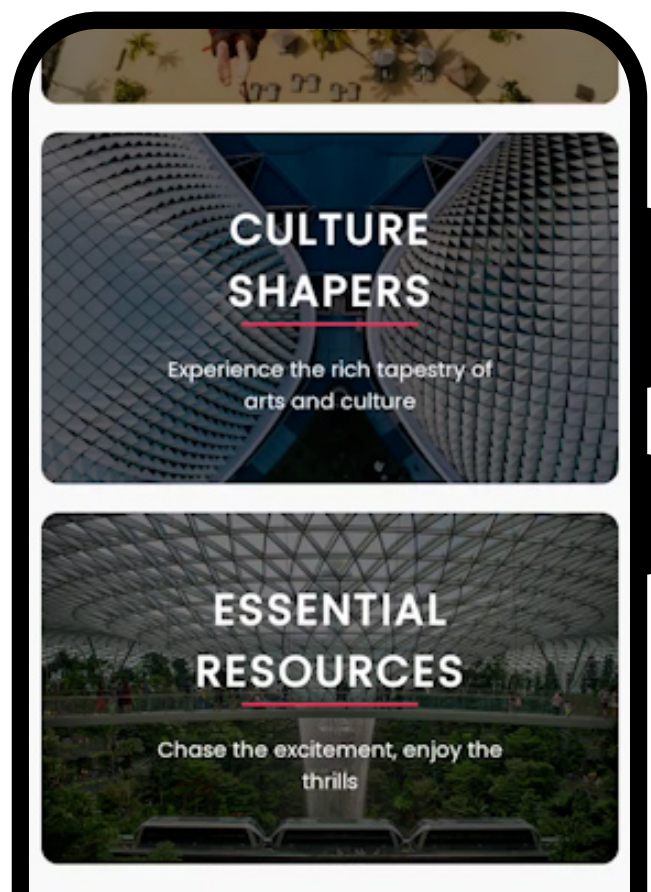 CULTURE
SHAPERS
Experience the rich tapestry of
arts and culture
ESSENTIAL
RESOURCES
Chase the excitement, enjoy the
thrills